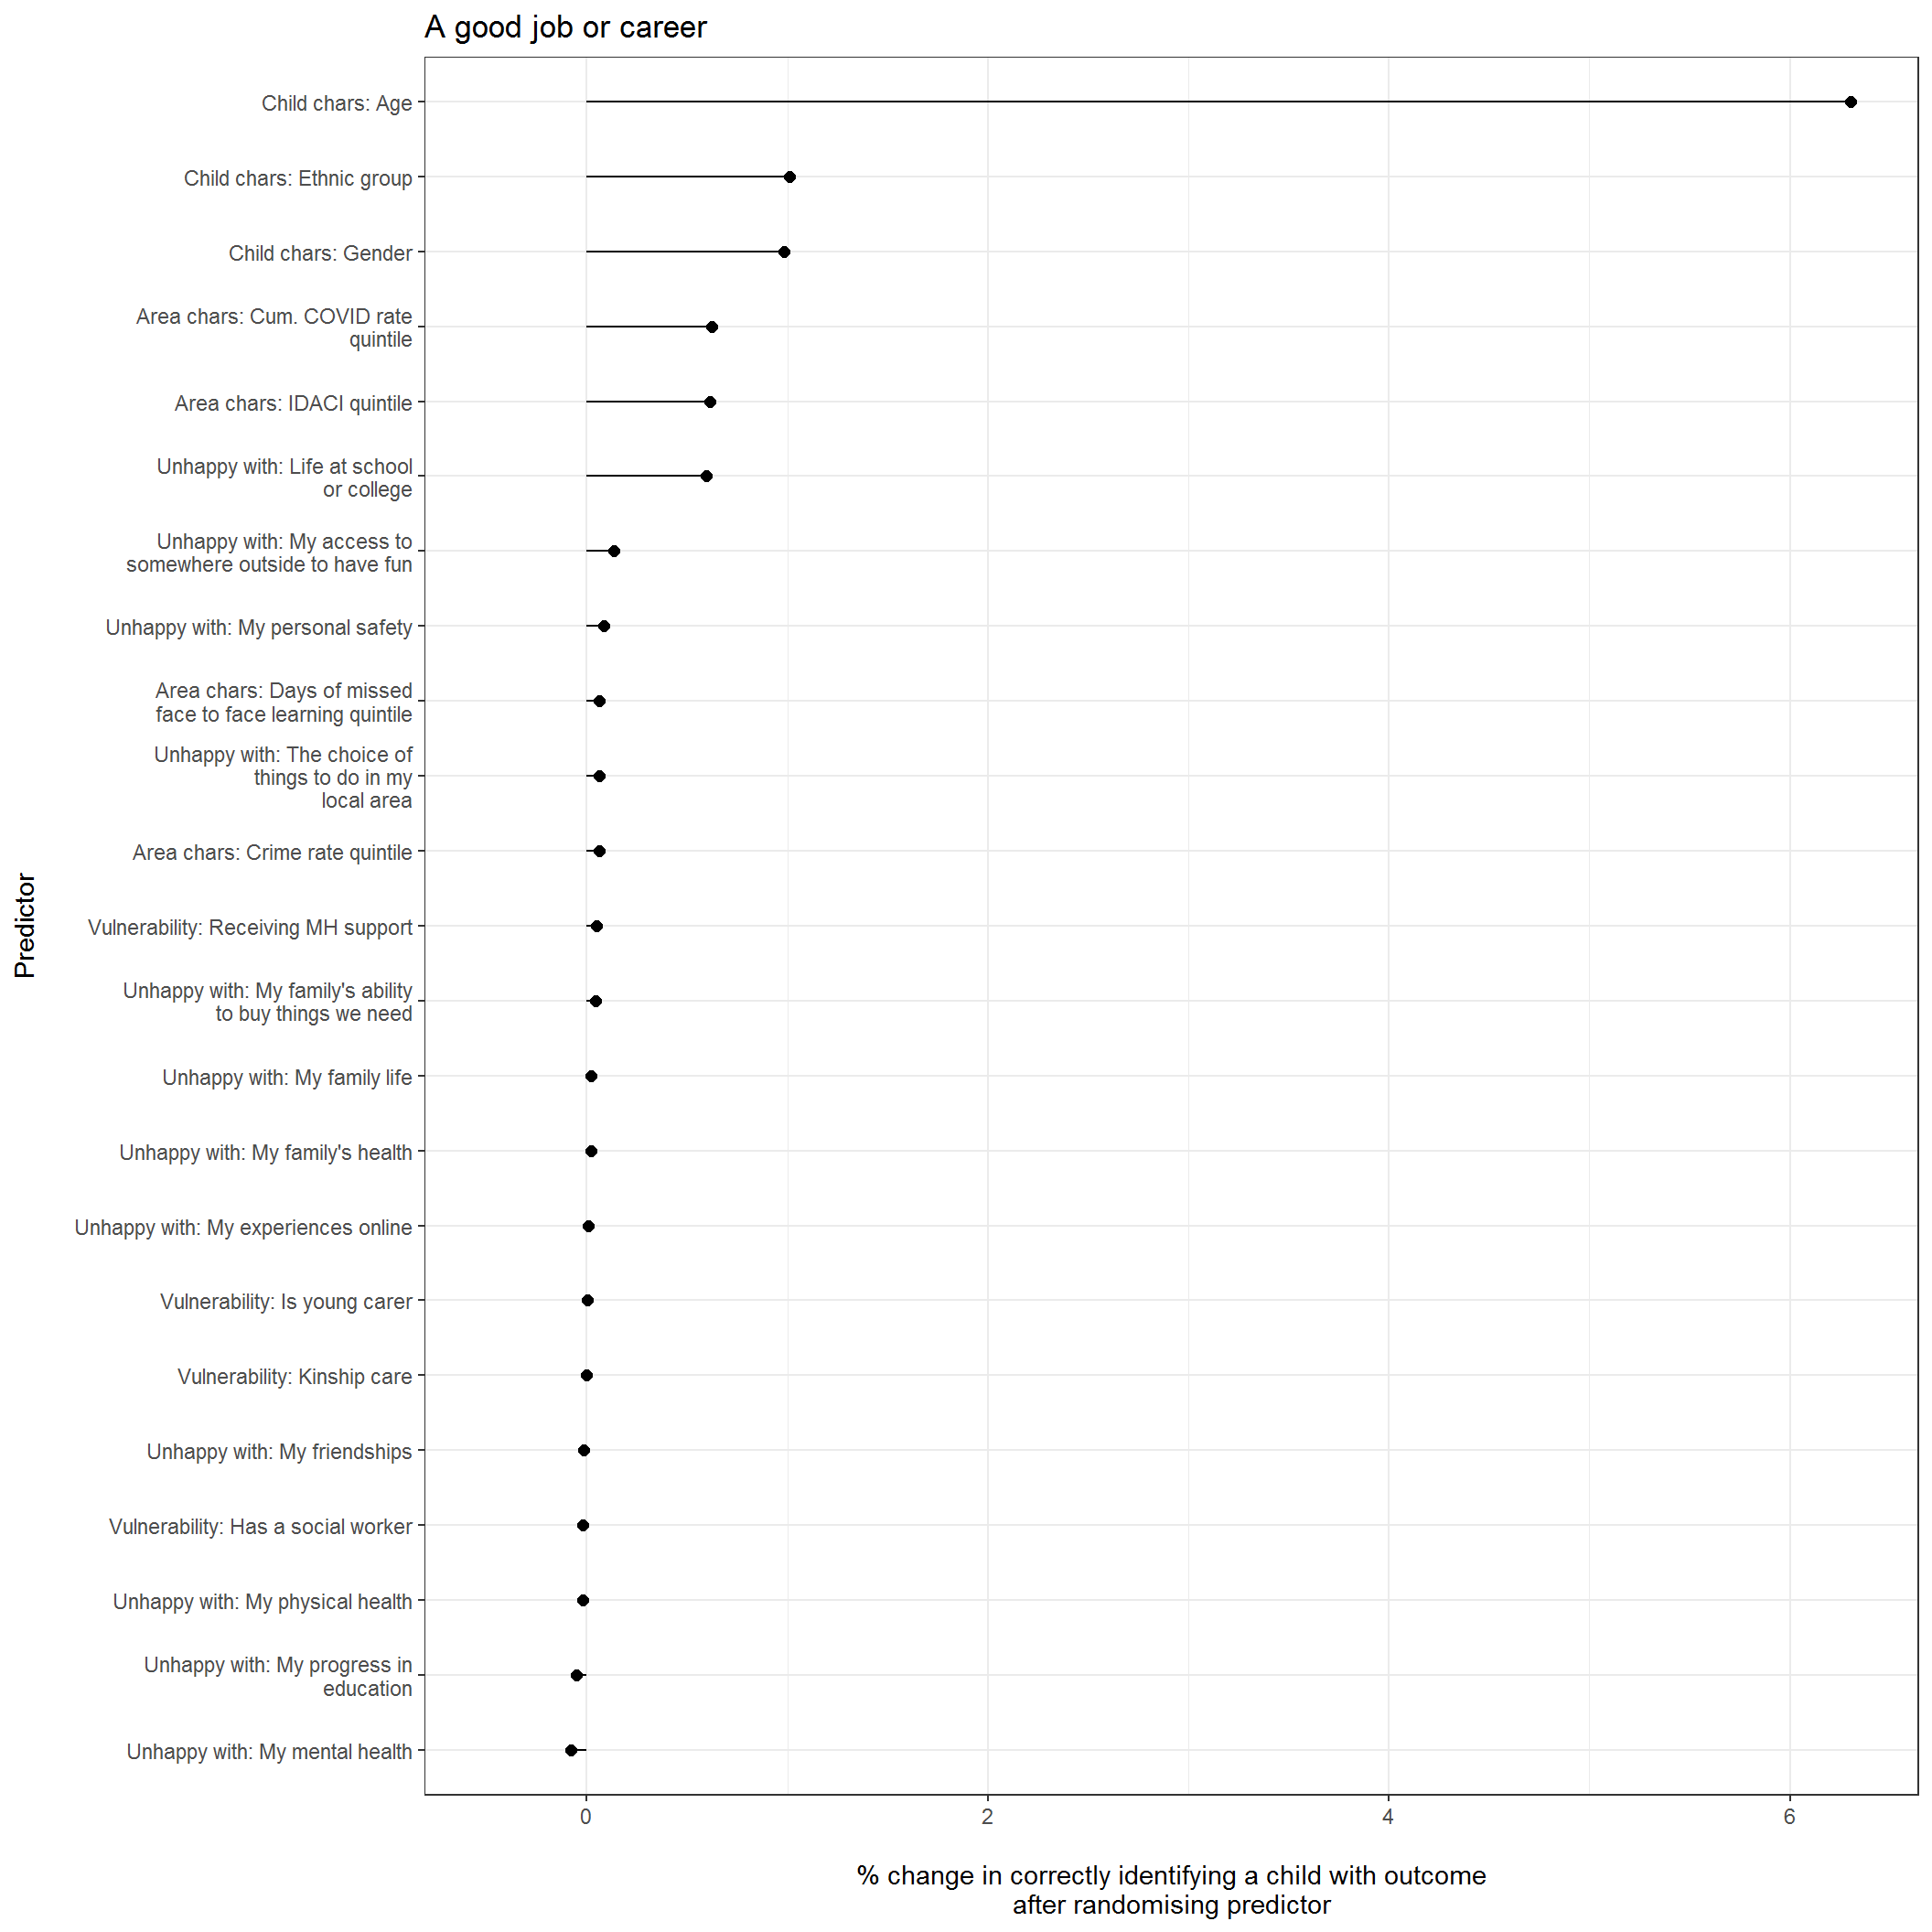 A good job or career
Child chars: Age
Child chars: Ethnic group
Child chars: Gender
Area chars: Cum. COVID rate
quintile
Area chars: IDACI quintile
Unhappy with: Life at school
or college
Unhappy with: My access to
somewhere outside to have fun
Unhappy with: My personal safety
Area chars: Days of missed
face to face learning quintile
Unhappy with: The choice of
things to do in my
local area
Area chars: Crime rate quintile
Vulnerability: Receiving MH support
Unhappy with: My family's ability
to buy things we need
Unhappy with: My family life
Unhappy with: My family's health
Unhappy with: My experiences online
Vulnerability: Is young carer
Vulnerability: Kinship care
Unhappy with: My friendships
Vulnerability: Has a social worker
Unhappy with: My physical health
Unhappy with: My progress in
education
Unhappy with: My mental health
Predictor
0 2 4 6
% change in correctly identifying a child with outcome
after randomising predictor